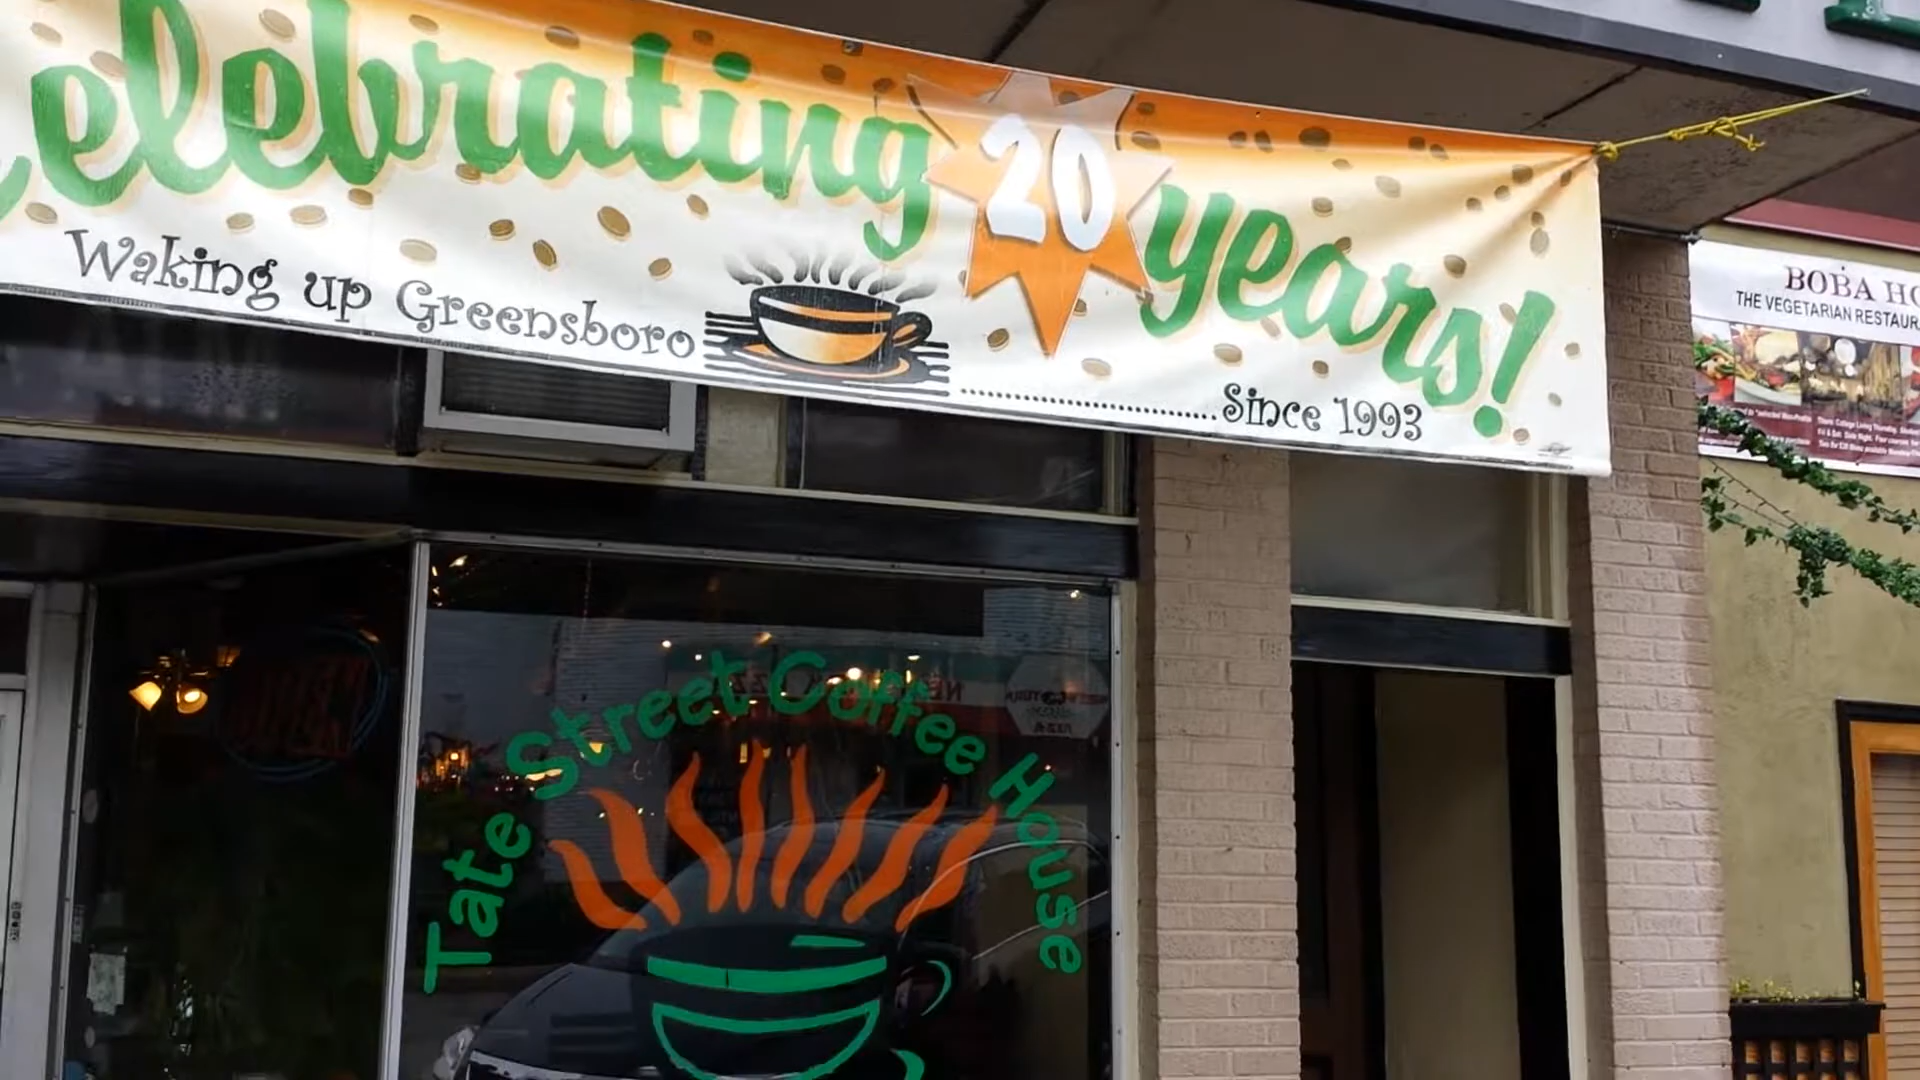 elebrating 20 years!
Waking up Greensboro
Since 1993
BOBA HO
THE VEGETARIAN RESTAUR
Tate Street Coffee House